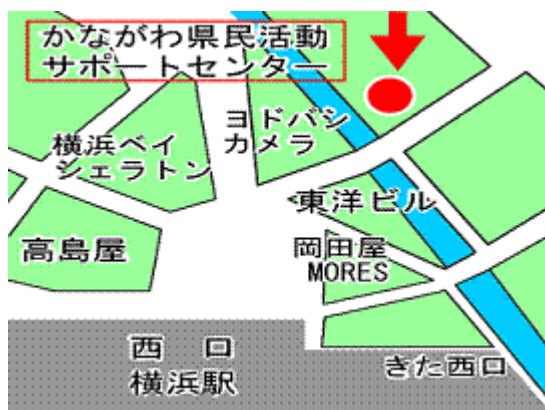 かながわ県民活動
サポートセンター
ヨドバシ
カメラ
横浜ベイ
シェラトン
東洋ビル
高島屋
岡田屋
MORES
西 口
横浜駅
きた西口